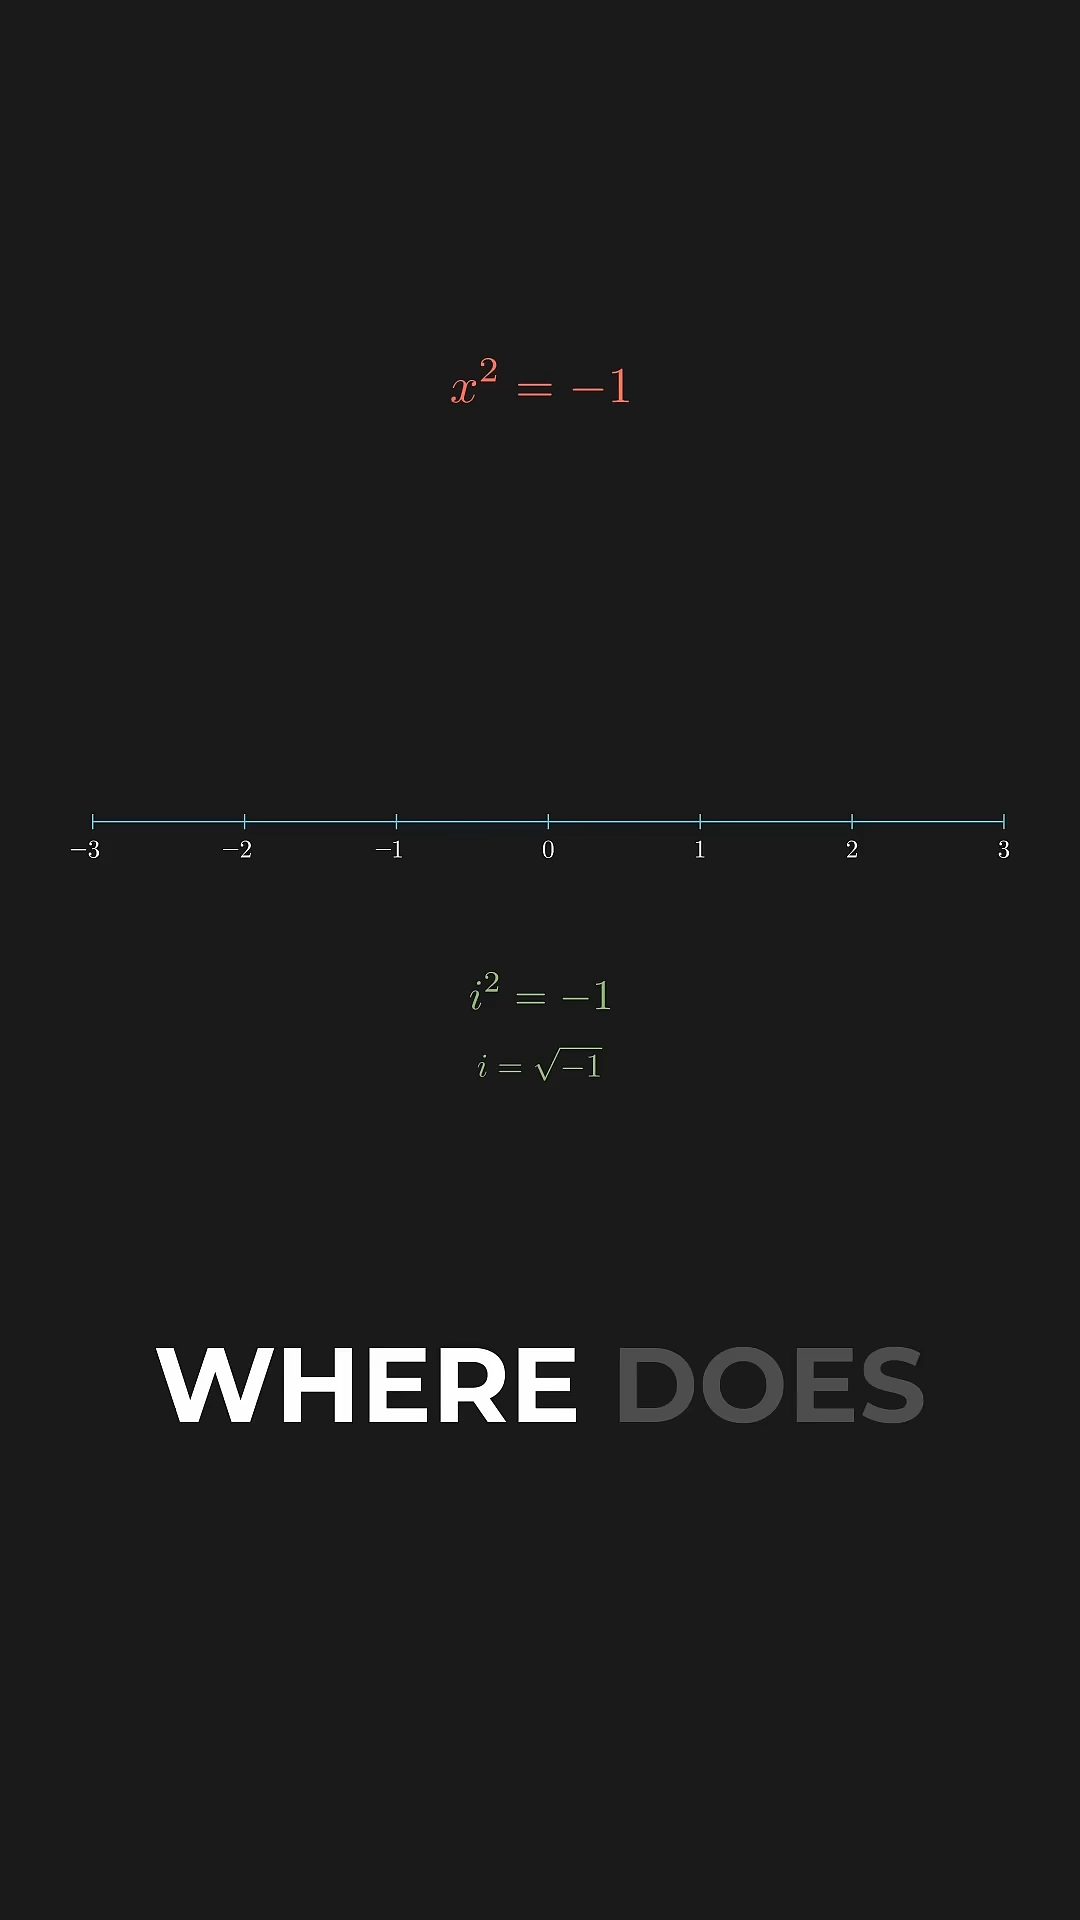 x² = −1
−3 −2 −1 0 1 2 3
i² = −1
i = √−1
WHERE DOES